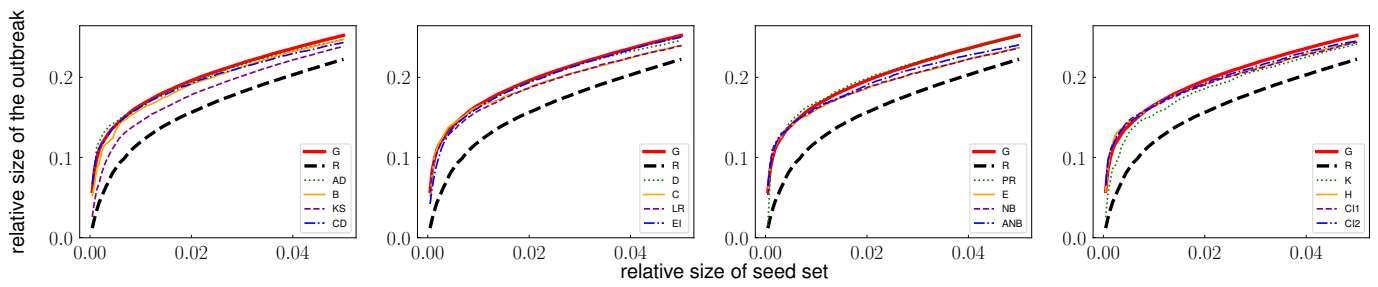 relative size of the outbreak
0.2
0.1
0.0
0.00
0.02
0.04
G
R
AD
B
KS
CD
0.2
0.1
0.0
0.00
0.02
0.04
G
R
D
C
LR
EI
0.2
0.1
0.0
0.00
0.02
0.04
G
R
PR
E
NB
ANB
0.2
0.1
0.0
0.00
0.02
0.04
G
R
K
H
CI1
CI2
relative size of seed set